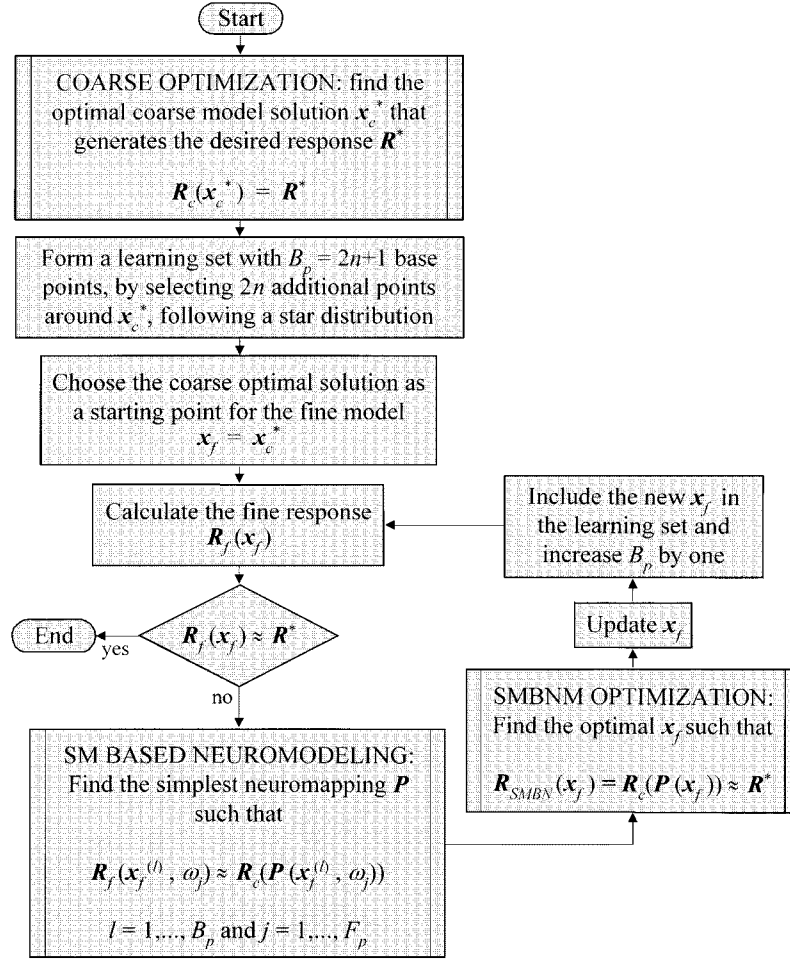 Start
COARSE OPTIMIZATION: find the
optimal coarse model solution x_c^* that
generates the desired response R^*
R_c(x_c^*) = R^*
Form a learning set with B_p = 2n+1 base
points, by selecting 2n additional points
around x_c^*, following a star distribution
Choose the coarse optimal solution as
a starting point for the fine model
x_f = x_c^*
Calculate the fine response
R_f(x_f)
R_f(x_f) ≈ R^*
yes
End
no
SM BASED NEUROMODELING:
Find the simplest neuromapping P
such that
R_f(x_f^(l), ω_j) ≈ R_c(P(x_f^(l), ω_j))
l = 1,..., B_p and j = 1,..., F_p
SMBNM OPTIMIZATION:
Find the optimal x_f such that
R_SMBN(x_f) = R_c(P(x_f)) ≈ R^*
Update x_f
Include the new x_f in
the learning set and
increase B_p by one